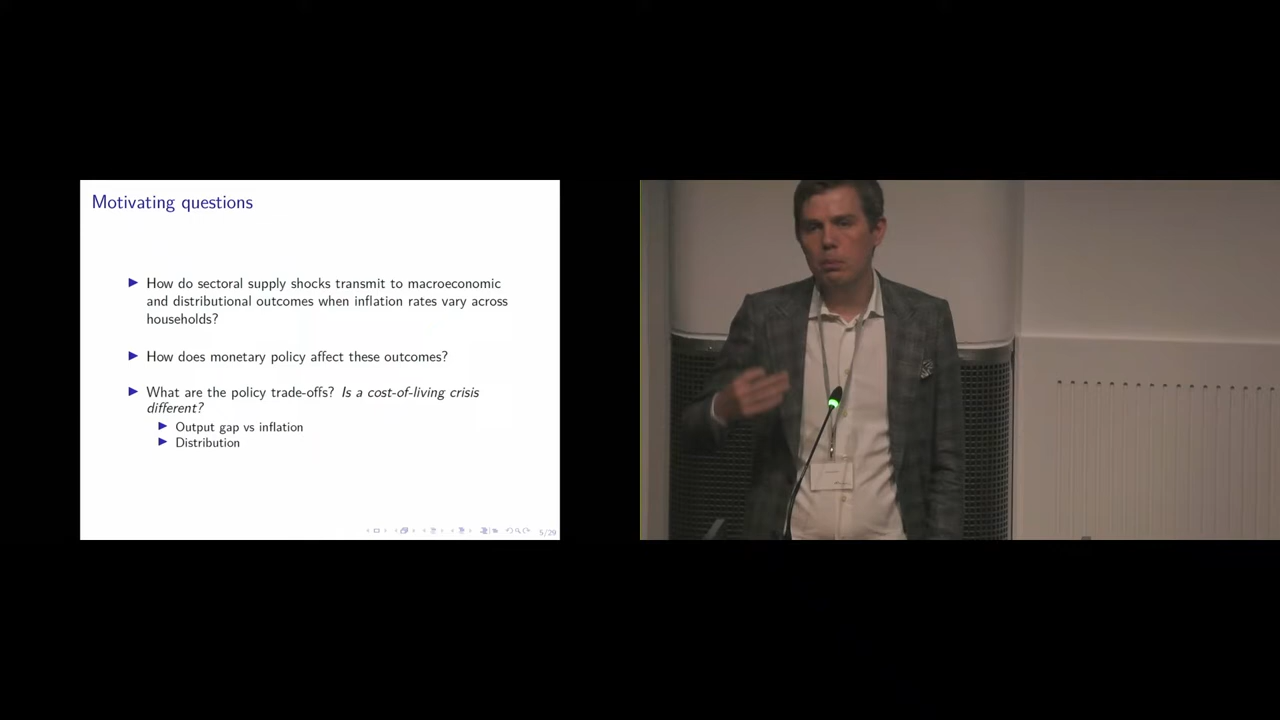 Motivating questions
How do sectoral supply shocks transmit to macroeconomic
and distributional outcomes when inflation rates vary across
households?
How does monetary policy affect these outcomes?
What are the policy trade-offs? Is a cost-of-living crisis
different?
Output gap vs inflation
Distribution
5/29